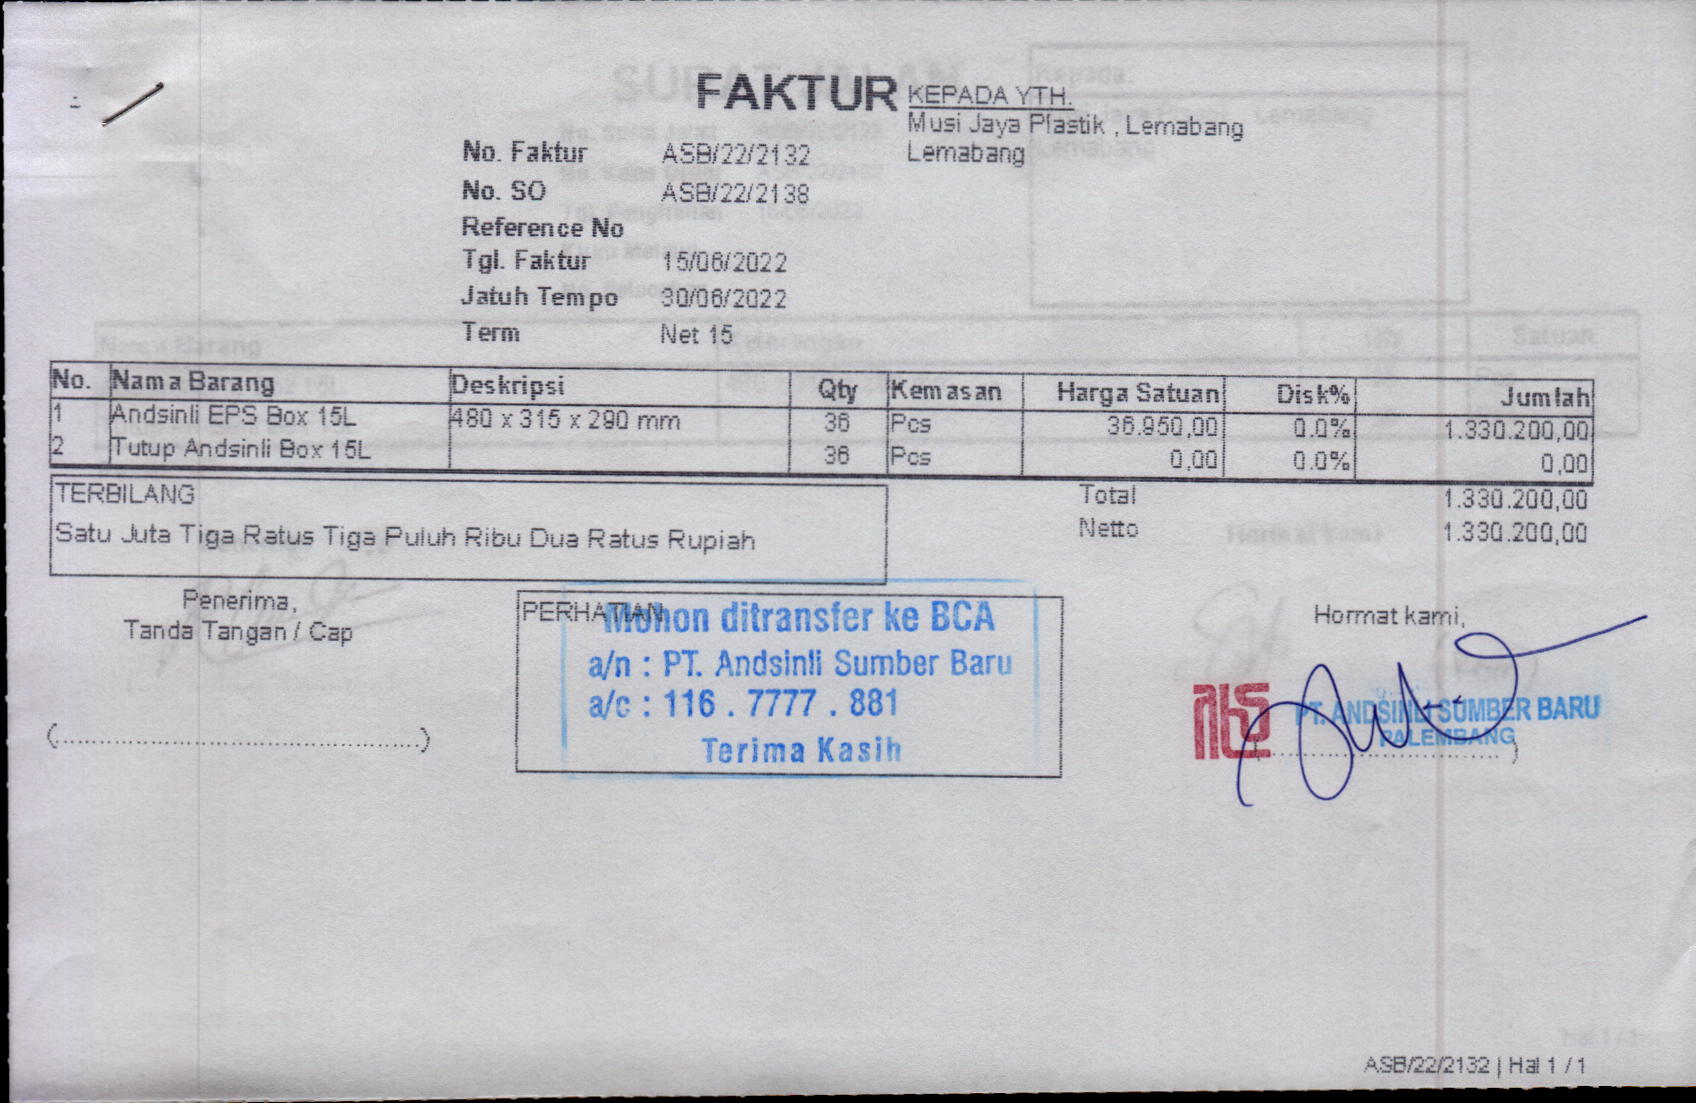 FAKTUR
KEPADA YTH.
Musi Jaya Plastik , Lemabang
Lemabang
No. Faktur ASB/22/2132
No. SO ASB/22/2138
Reference No
Tgl. Faktur 15/06/2022
Jatuh Tempo 30/06/2022
Term Net 15
No. Nama Barang Deskripsi Qty Kemasan Harga Satuan Disk% Jumlah
1 Andsinli EPS Box 15L 480 x 315 x 290 mm 36 Pcs 36.950,00 0.0% 1.330.200,00
2 Tutup Andsinli Box 15L 36 Pcs 0,00 0.0% 0,00
TERBILANG
Satu Juta Tiga Ratus Tiga Puluh Ribu Dua Ratus Rupiah
Total 1.330.200,00
Netto 1.330.200,00
Penerima,
Tanda Tangan / Cap
PERHATIAN
Mohon ditransfer ke BCA
a/n : PT. Andsinli Sumber Baru
a/c : 116 . 7777 . 881
Terima Kasih
Hormat kami,
PT. ANDSINLI SUMBER BARU
PALEMBANG
ASB/22/2132 | Hal 1 / 1